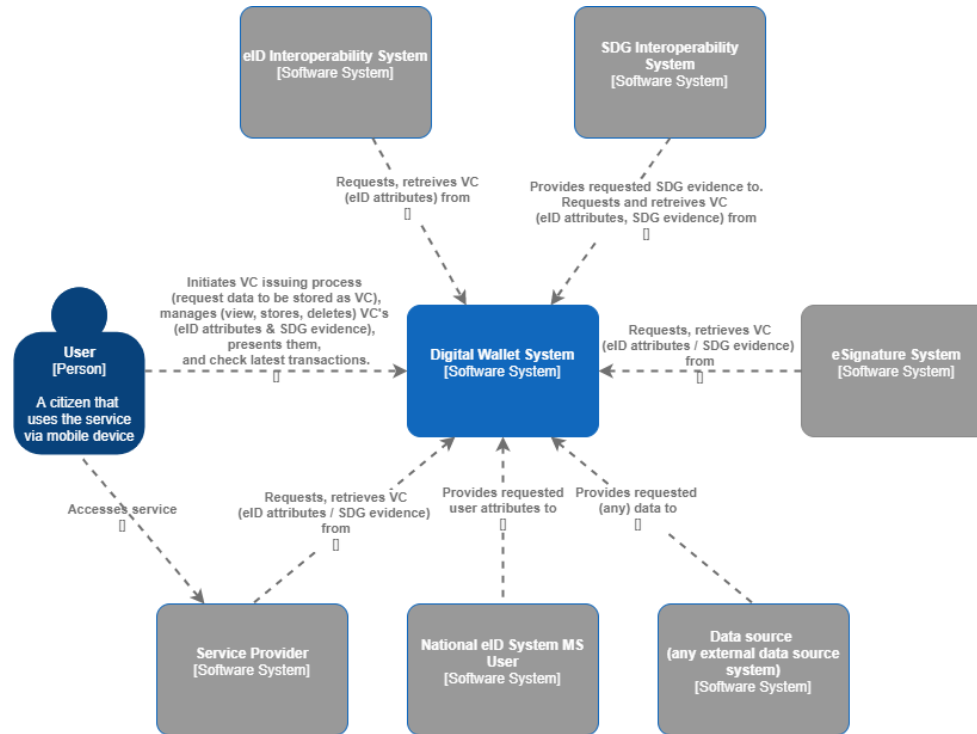 eID Interoperability System
[Software System]
SDG Interoperability
System
[Software System]
Requests, retreives VC
(eID attributes) from
[]
Provides requested SDG evidence to.
Requests and retreives VC
(eID attributes, SDG evidence) from
[]
Initiates VC issuing process
(request data to be stored as VC),
manages (view, stores, deletes) VC's
(eID attributes & SDG evidence),
presents them,
and check latest transactions.
[]
User
[Person]
A citizen that
uses the service
via mobile device
Digital Wallet System
[Software System]
Requests, retrieves VC
(eID attributes / SDG evidence)
from
[]
eSignature System
[Software System]
Accesses service
[]
Requests, retrieves VC
(eID attributes / SDG evidence)
from
[]
Provides requested
user attributes to
[]
Provides requested
(any) data to
[]
Service Provider
[Software System]
National eID System MS
User
[Software System]
Data source
(any external data source
system)
[Software System]